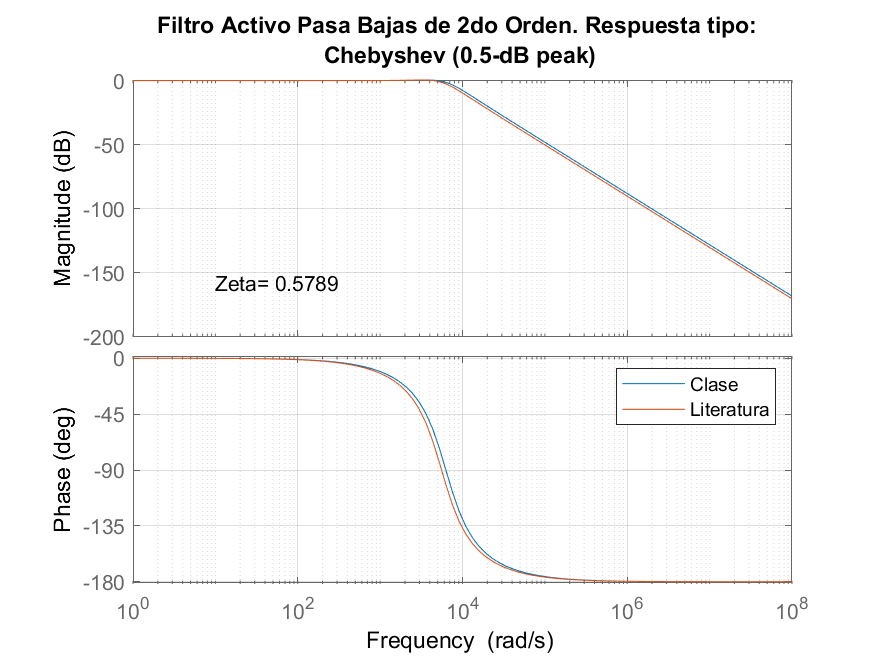 Filtro Activo Pasa Bajas de 2do Orden. Respuesta tipo:
Chebyshev (0.5-dB peak)
Magnitude (dB)
0
-50
-100
-150
-200
Zeta= 0.5789
Phase (deg)
0
-45
-90
-135
-180
Clase
Literatura
10^0 10^2 10^4 10^6 10^8
Frequency (rad/s)